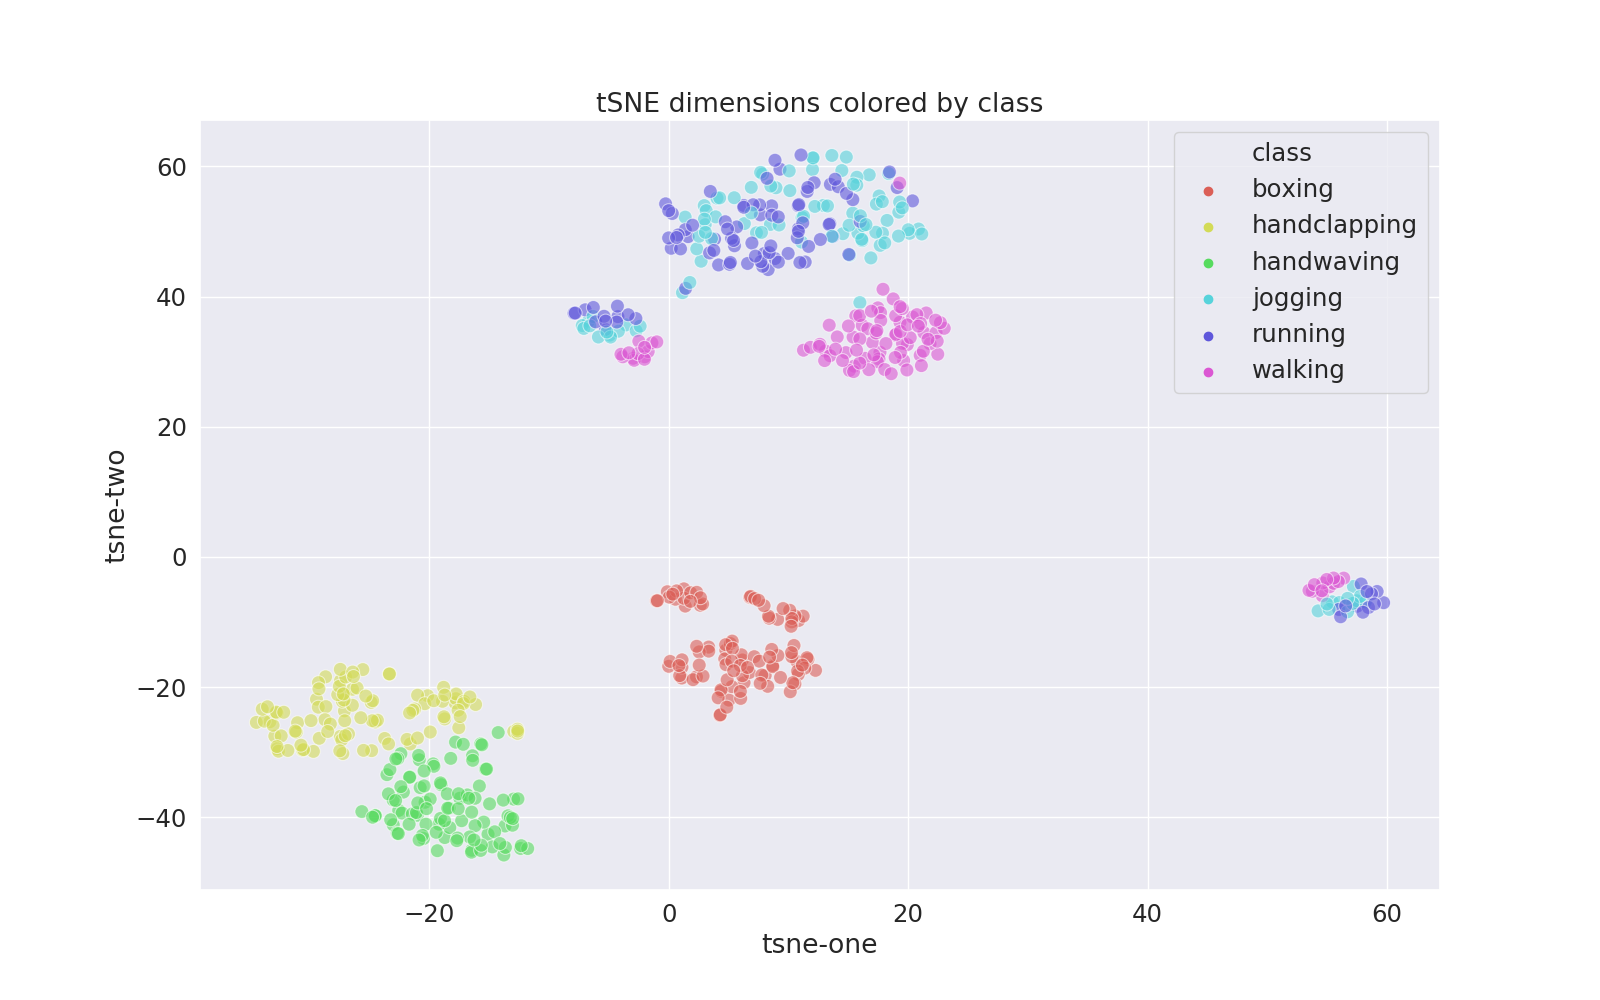 tSNE dimensions colored by class
class
boxing
handclapping
handwaving
jogging
running
walking
60
40
20
0
−20
−40
tsne-two
−20
0
20
40
60
tsne-one